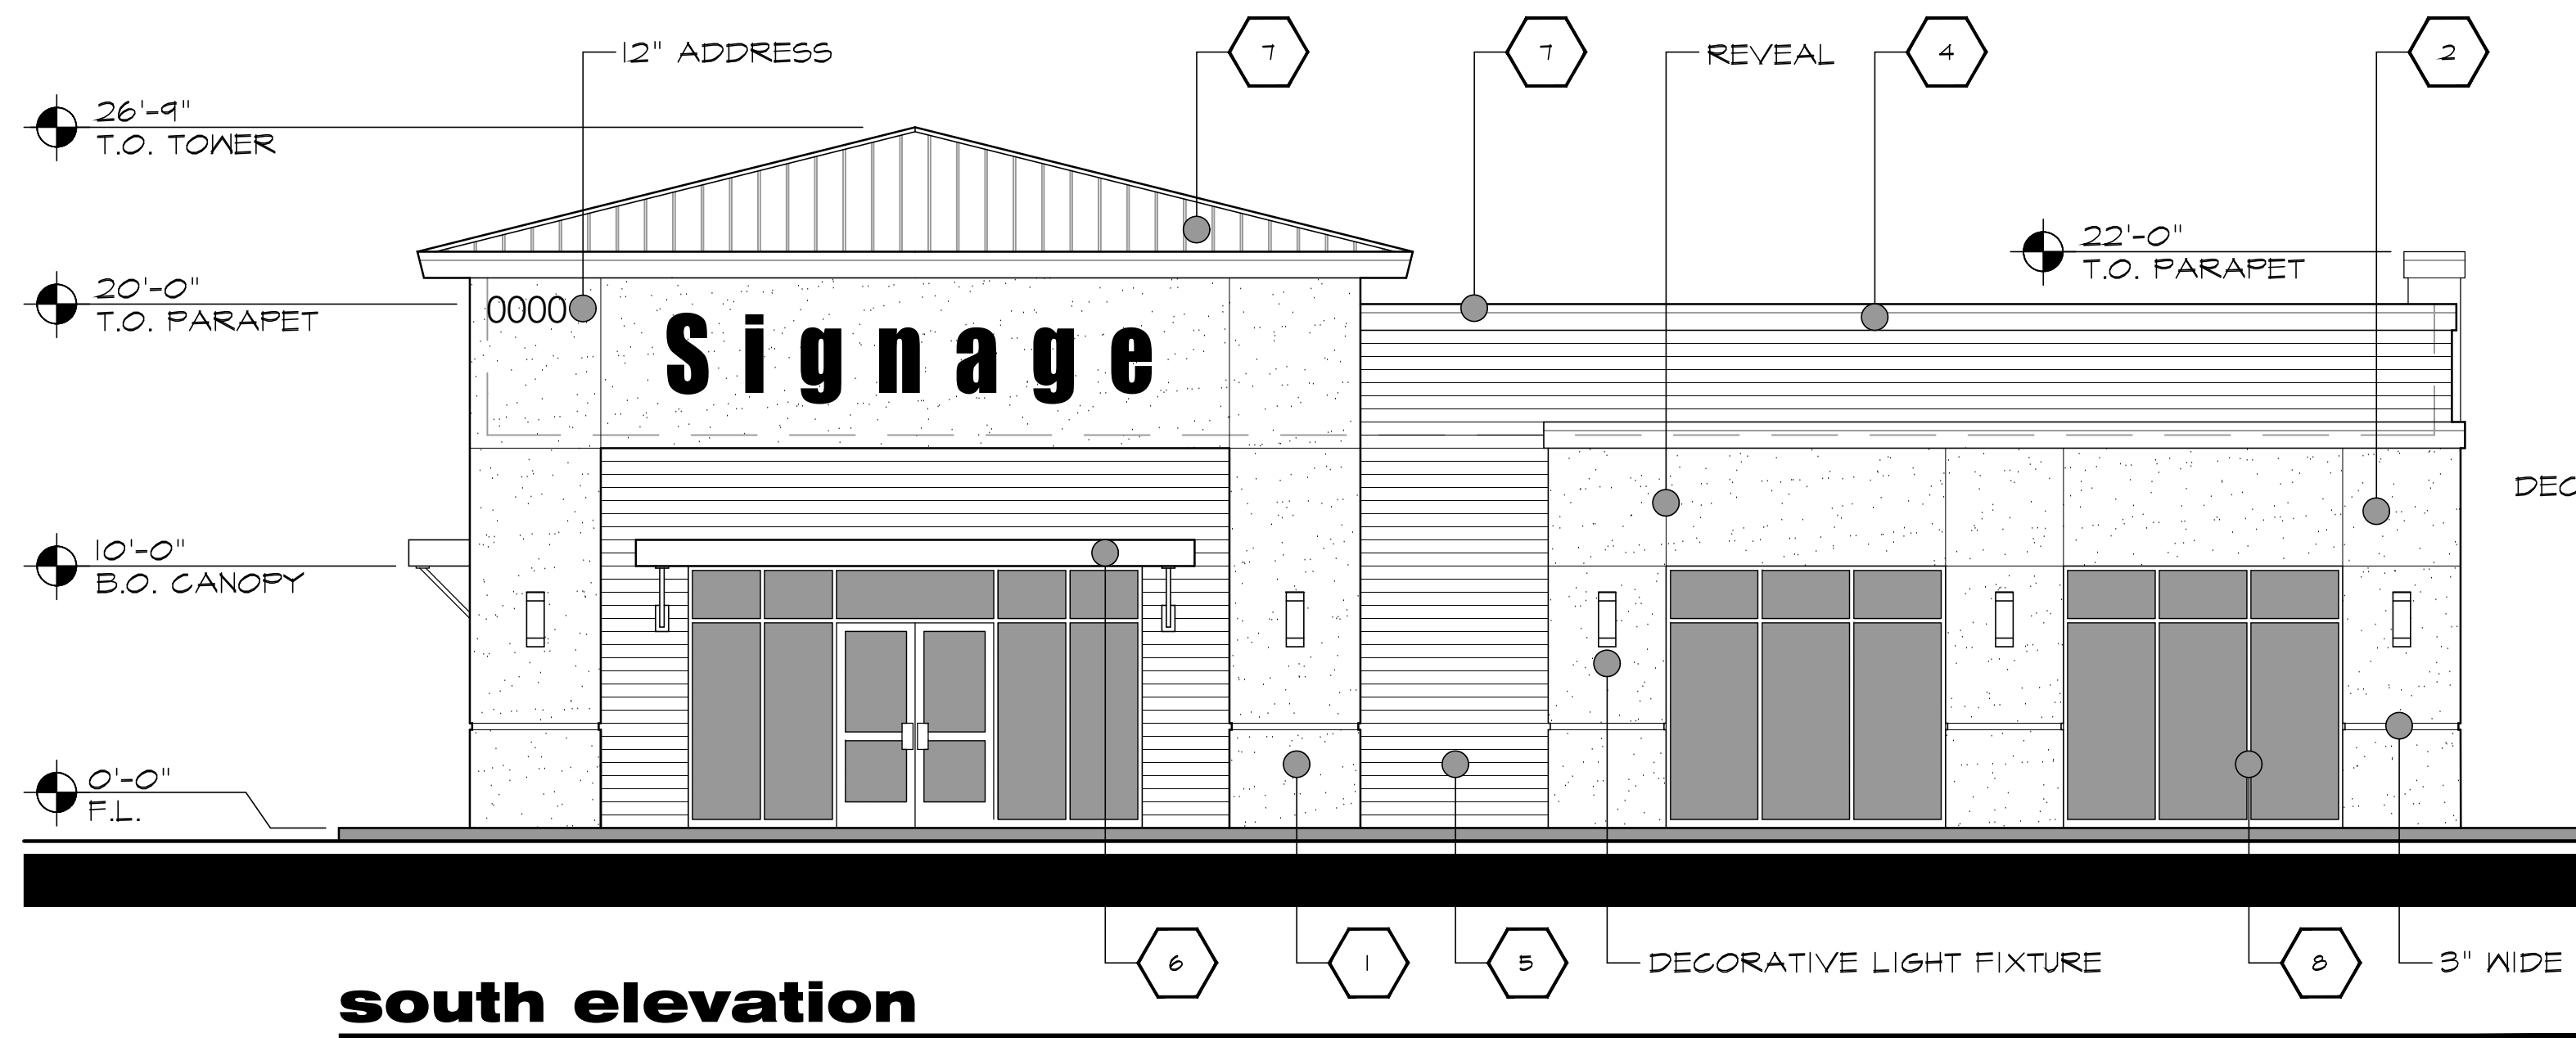 12" ADDRESS
7
7
REVEAL
4
2
26'-9"
T.O. TOWER
22'-0"
T.O. PARAPET
20'-0"
T.O. PARAPET
0000
Signage
DEC
10'-0"
B.O. CANOPY
0'-0"
F.L.
6
1
5
DECORATIVE LIGHT FIXTURE
8
3" WIDE
south elevation